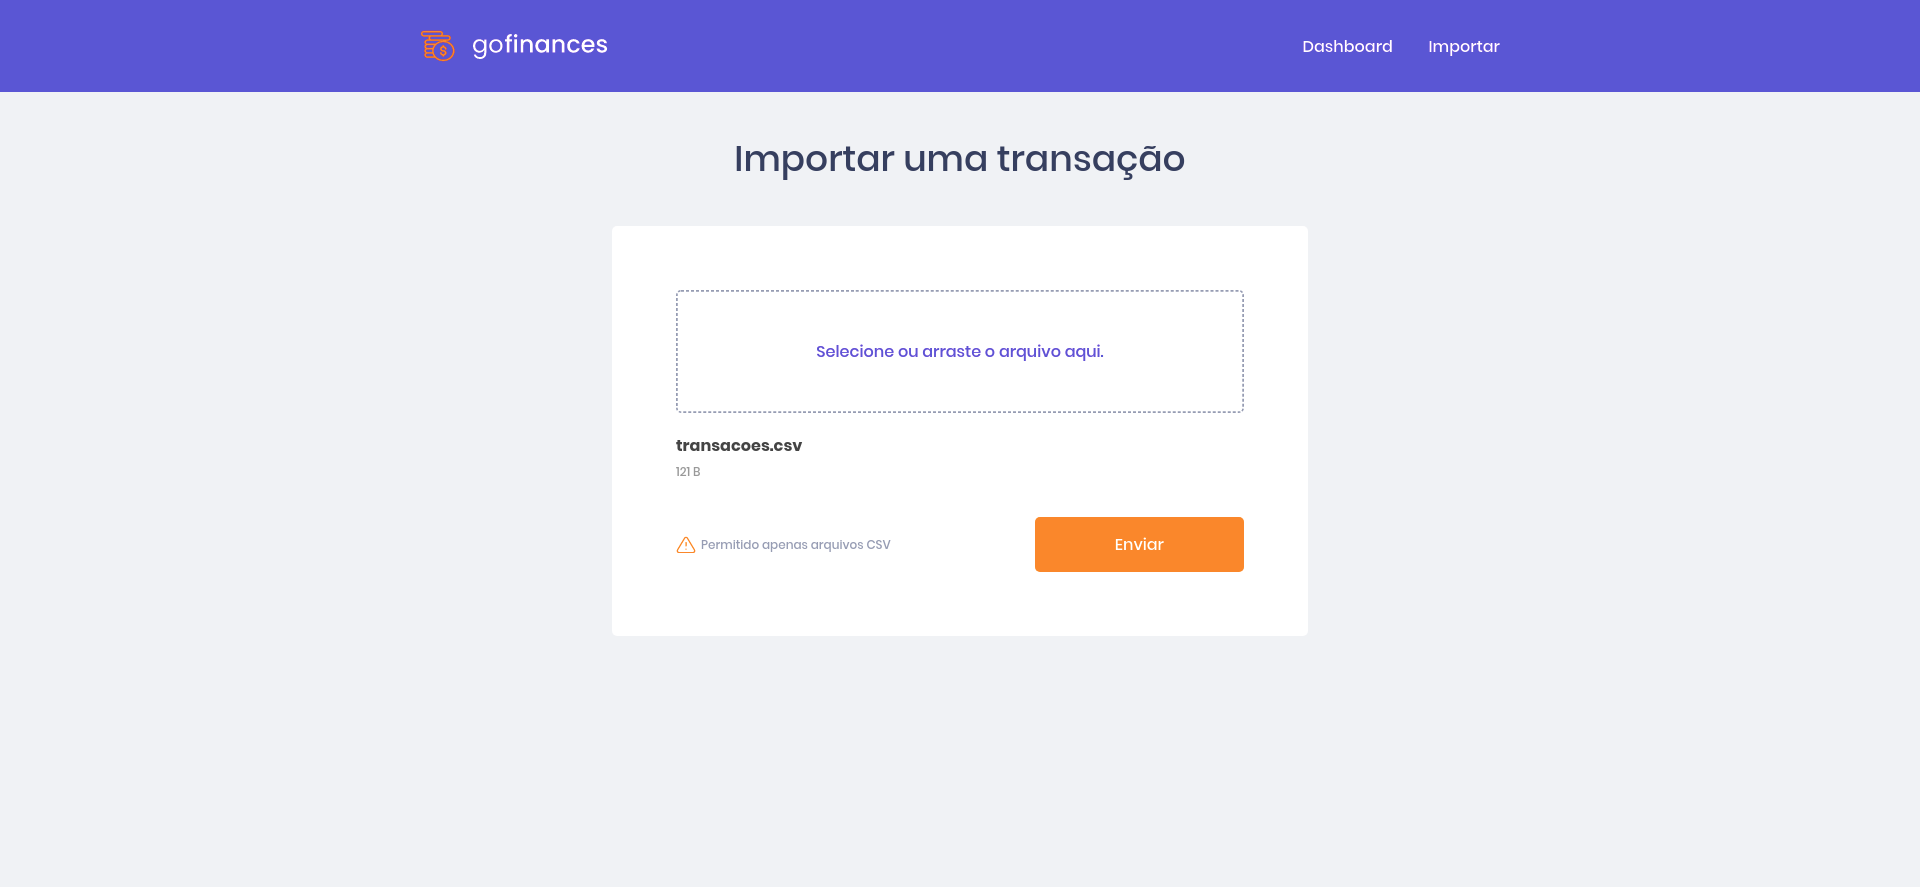 gofinances
Dashboard
Importar
Importar uma transação
Selecione ou arraste o arquivo aqui.
transacoes.csv
121 B
Permitido apenas arquivos CSV
Enviar